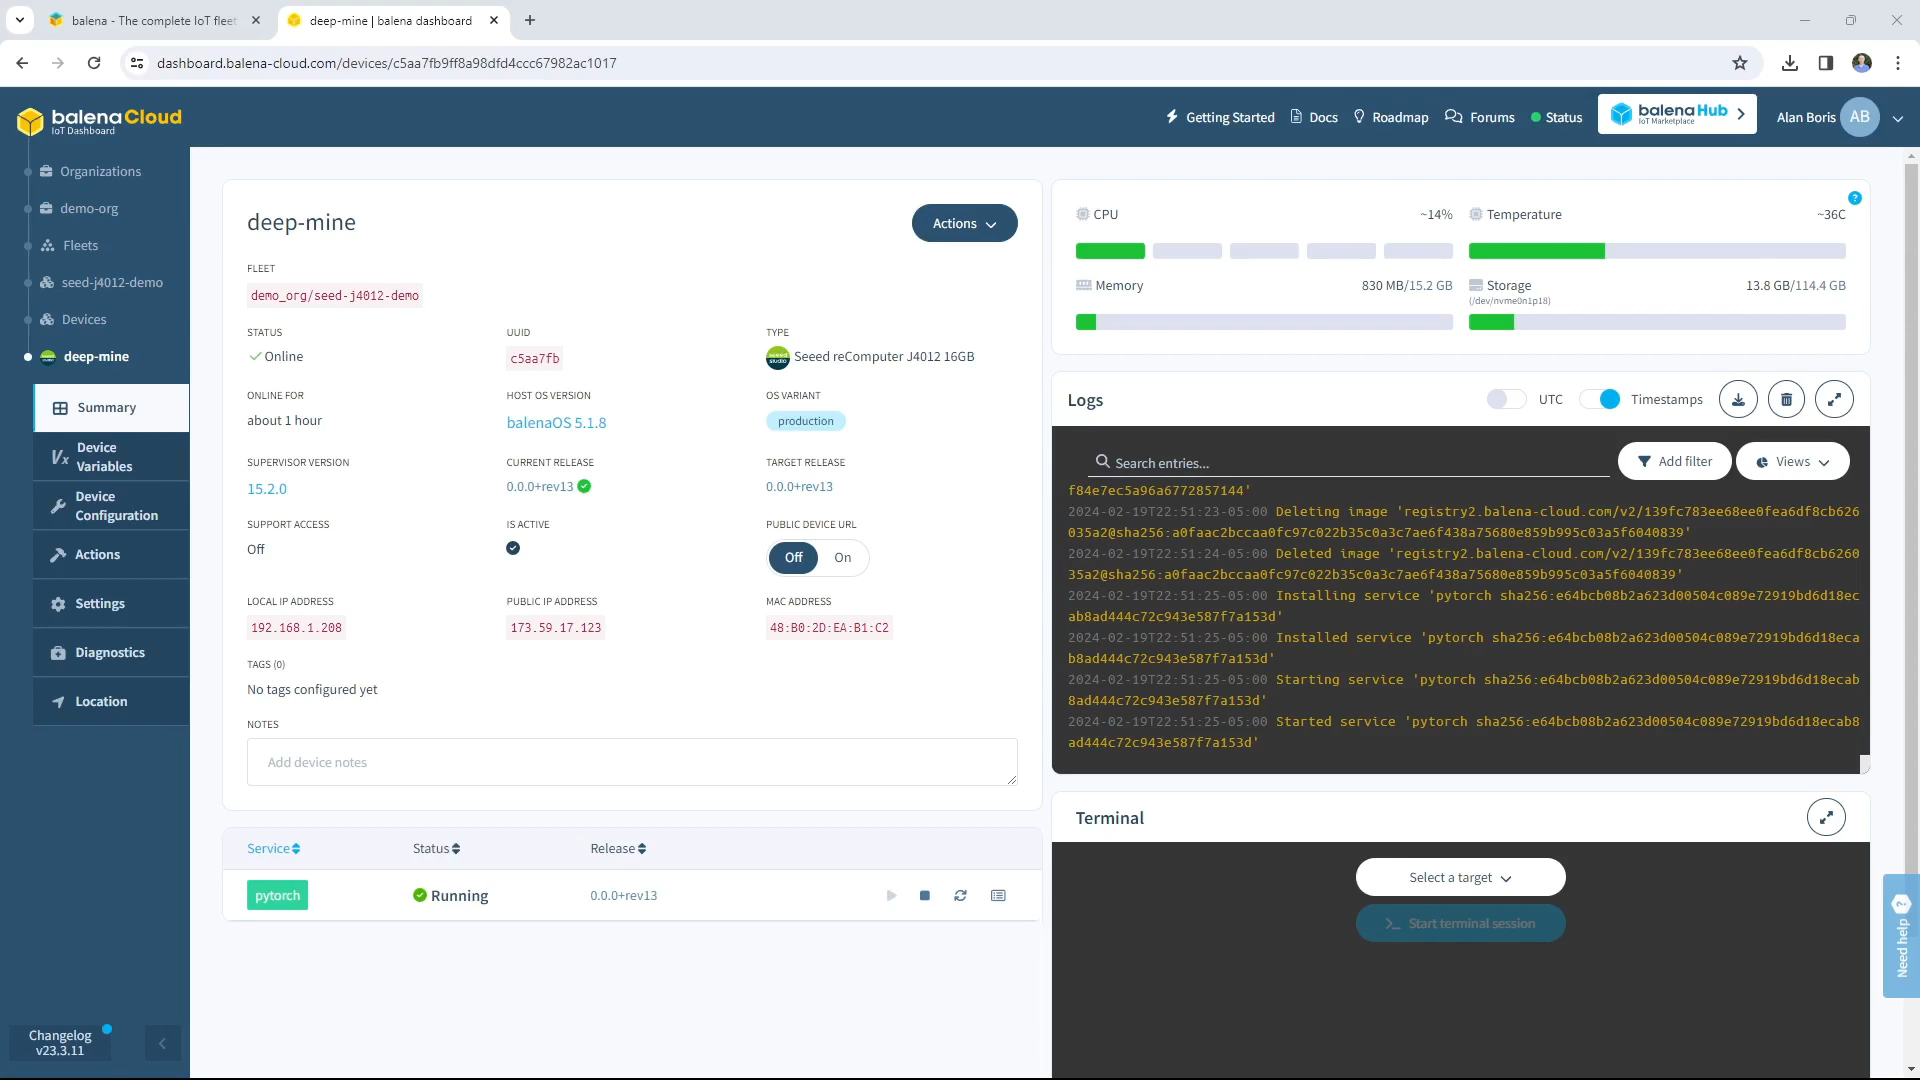 balena - The complete IoT fleet
deep-mine | balena dashboard
dashboard.balena-cloud.com/devices/c5aa7fb9ff8a98dfd4ccc67982ac1017
balenaCloud
IoT Dashboard
Getting Started
Docs
Roadmap
Forums
Status
balenaHub
IoT Marketplace
Alan Boris
AB
Organizations
demo-org
Fleets
seed-j4012-demo
Devices
deep-mine
Summary
Device
Variables
Device
Configuration
Actions
Settings
Diagnostics
Location
Changelog
v23.3.11
deep-mine
Actions
FLEET
demo_org/seed-j4012-demo
STATUS
UUID
TYPE
Online
c5aa7fb
Seeed reComputer J4012 16GB
ONLINE FOR
HOST OS VERSION
OS VARIANT
about 1 hour
balenaOS 5.1.8
production
SUPERVISOR VERSION
CURRENT RELEASE
TARGET RELEASE
15.2.0
0.0.0+rev13
0.0.0+rev13
SUPPORT ACCESS
IS ACTIVE
PUBLIC DEVICE URL
Off
Off
On
LOCAL IP ADDRESS
PUBLIC IP ADDRESS
MAC ADDRESS
192.168.1.208
173.59.17.123
48:B0:2D:EA:B1:C2
TAGS (0)
No tags configured yet
NOTES
Add device notes
Service
Status
Release
pytorch
Running
0.0.0+rev13
CPU
~14%
Temperature
~36C
Memory
830 MB/15.2 GB
Storage
13.8 GB/114.4 GB
(/dev/nvme0n1p18)
Logs
UTC
Timestamps
Search entries...
Add filter
Views
f84e7ec5a96a6772857144'
2024-02-19T22:51:23-05:00 Deleting image 'registry2.balena-cloud.com/v2/139fc783ee68ee0fea6df8cb626
035a2@sha256:a0faac2bccaa0fc97c022b35c0a3c7ae6f438a75680e859b995c03a5f6040839'
2024-02-19T22:51:24-05:00 Deleted image 'registry2.balena-cloud.com/v2/139fc783ee68ee0fea6df8cb6260
35a2@sha256:a0faac2bccaa0fc97c022b35c0a3c7ae6f438a75680e859b995c03a5f6040839'
2024-02-19T22:51:25-05:00 Installing service 'pytorch sha256:e64bcb08b2a623d00504c089e72919bd6d18ec
ab8ad444c72c943e587f7a153d'
2024-02-19T22:51:25-05:00 Installed service 'pytorch sha256:e64bcb08b2a623d00504c089e72919bd6d18eca
b8ad444c72c943e587f7a153d'
2024-02-19T22:51:25-05:00 Starting service 'pytorch sha256:e64bcb08b2a623d00504c089e72919bd6d18ecab
8ad444c72c943e587f7a153d'
2024-02-19T22:51:25-05:00 Started service 'pytorch sha256:e64bcb08b2a623d00504c089e72919bd6d18ecab8
ad444c72c943e587f7a153d'
Terminal
Select a target
Start terminal session
Need help